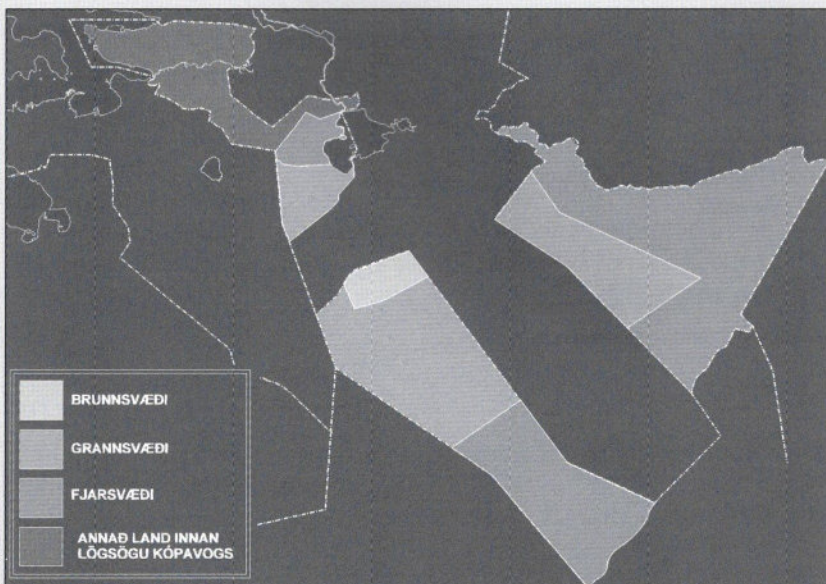 BRUNNSVÆÐI
GRANNSVÆÐI
FJARSVÆÐI
ANNAÐ LAND INNAN
LÖGSÖGU KÓPAVOGS